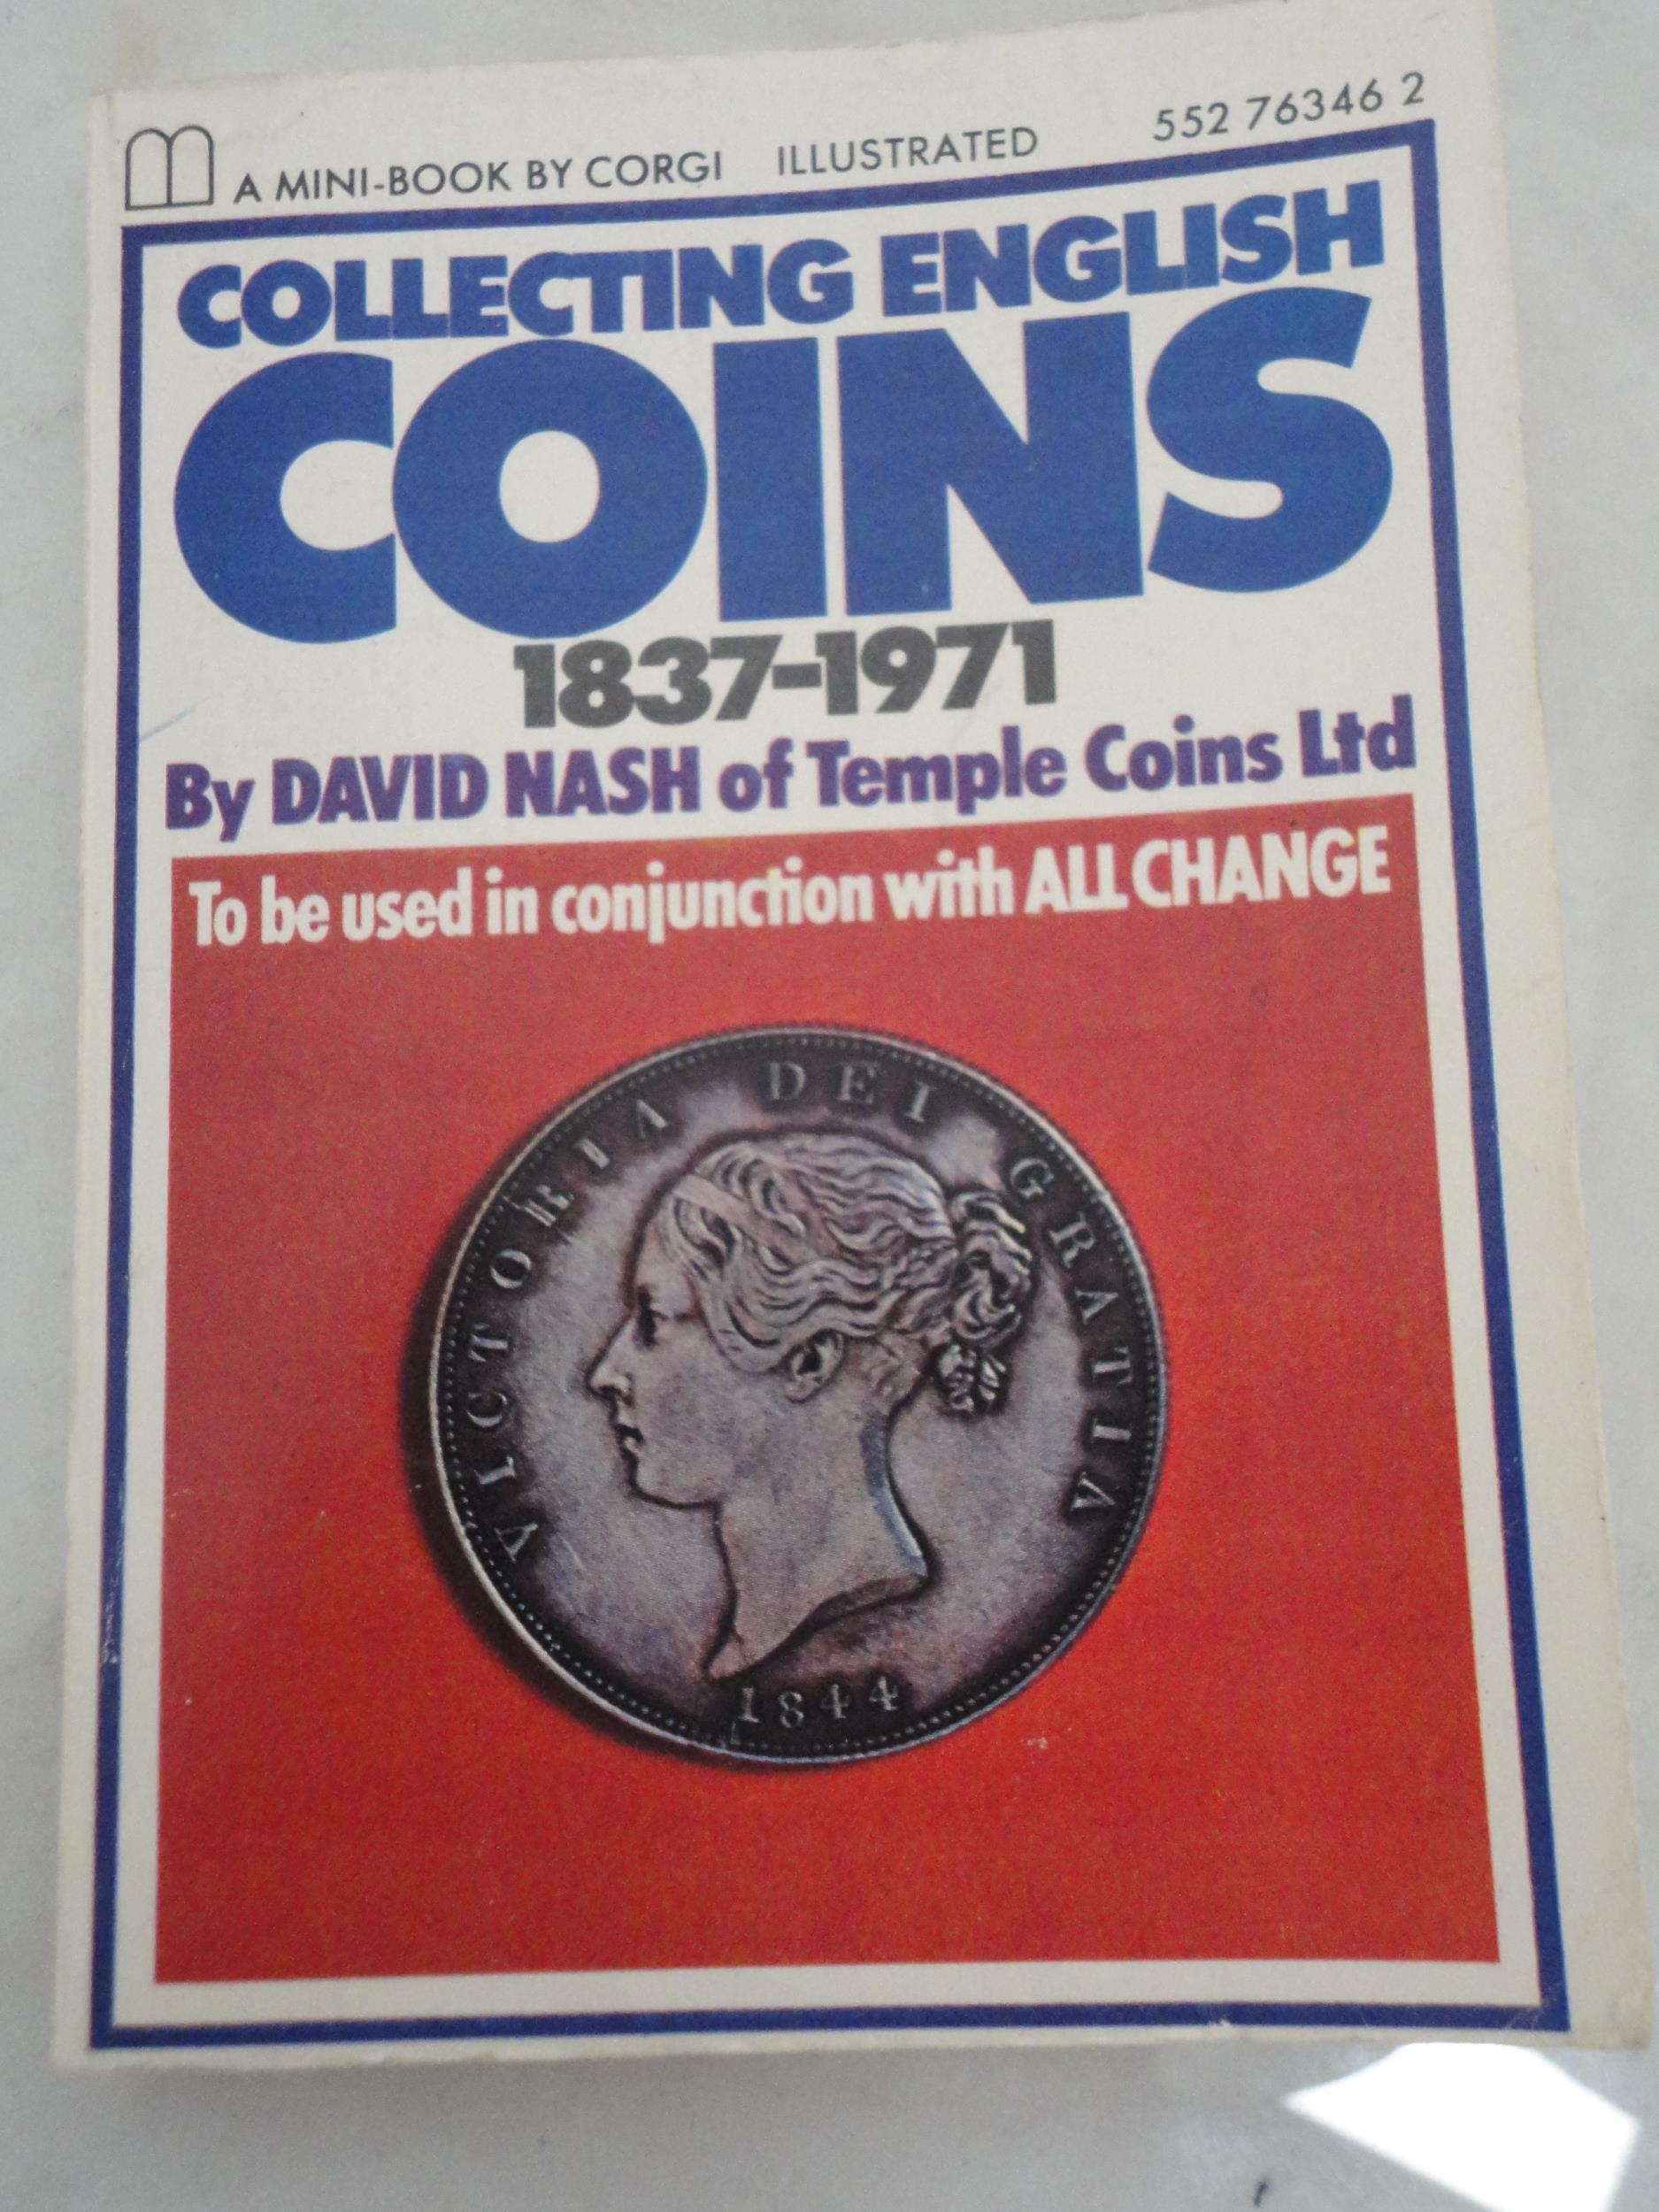 A MINI-BOOK BY CORGI ILLUSTRATED 552 76346 2
COLLECTING ENGLISH
COINS
1837-1971
By DAVID NASH of Temple Coins Ltd
To be used in conjunction with ALL CHANGE
VICTORIA DEI GRATIA
1844